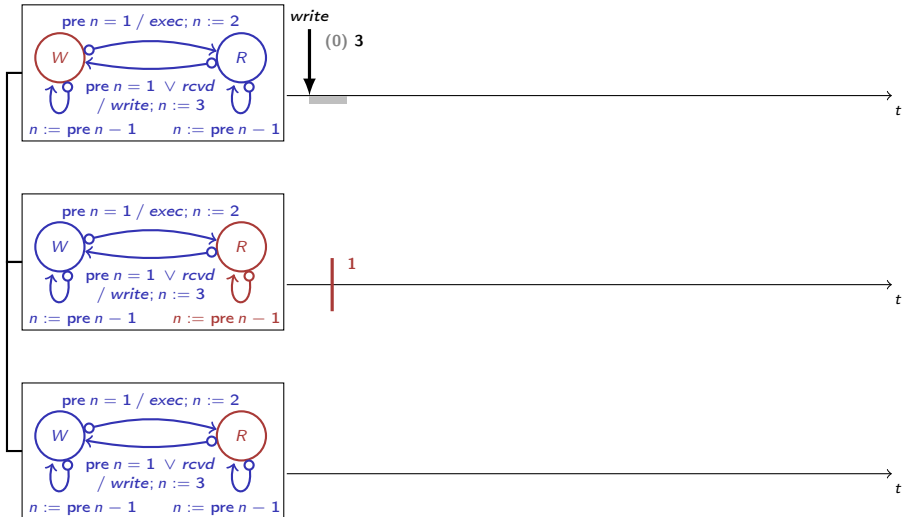 pre n = 1 / exec; n := 2
W
R
pre n = 1 ∨ rcvd
/ write; n := 3
n := pre n − 1
n := pre n − 1
write
(0) 3
t
pre n = 1 / exec; n := 2
W
R
pre n = 1 ∨ rcvd
/ write; n := 3
n := pre n − 1
n := pre n − 1
1
t
pre n = 1 / exec; n := 2
W
R
pre n = 1 ∨ rcvd
/ write; n := 3
n := pre n − 1
n := pre n − 1
t